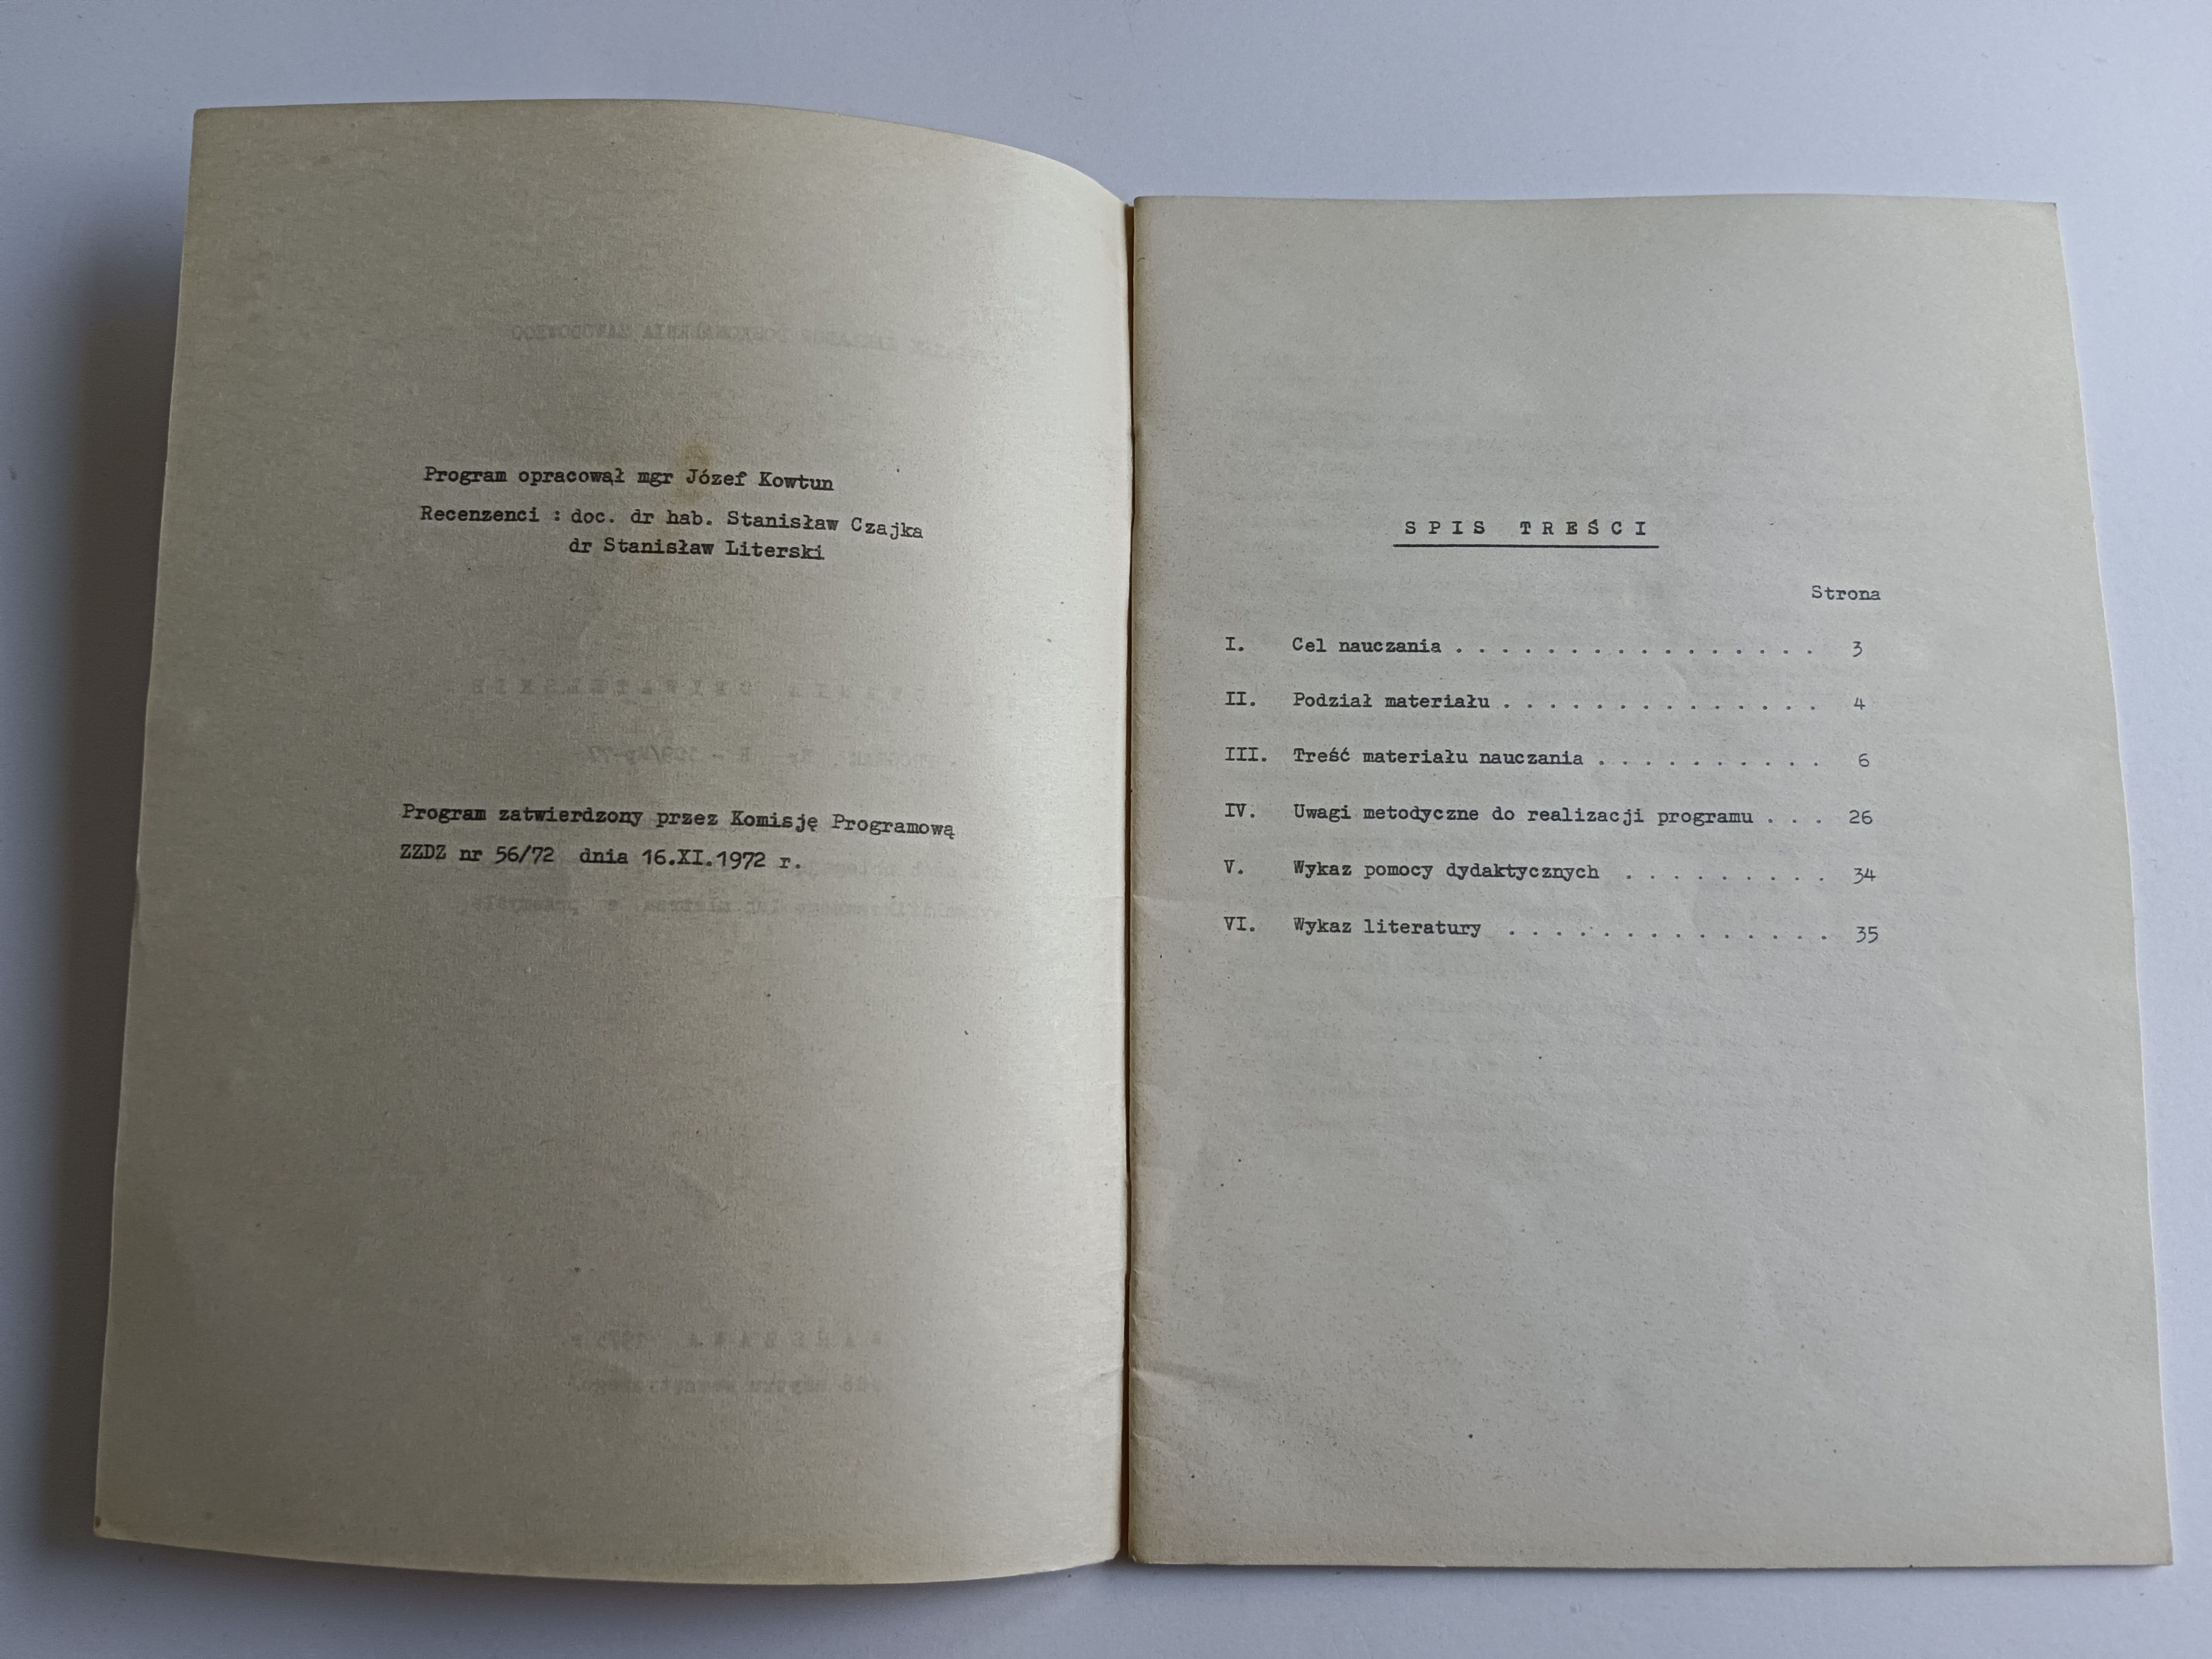 Program opracował mgr Józef Kowtun
Recenzenci : doc. dr hab. Stanisław Czajka
dr Stanisław Literski
Program zatwierdzony przez Komisję Programową
ZZDZ nr 56/72 dnia 16.XI.1972 r.
SPIS TREŚCI
Strona
I. Cel nauczania . . . . . . . . . . . . . . . . 3
II. Podział materiału . . . . . . . . . . . . . . 4
III. Treść materiału nauczania . . . . . . . . . . 6
IV. Uwagi metodyczne do realizacji programu . . . 26
V. Wykaz pomocy dydaktycznych . . . . . . . . . 34
VI. Wykaz literatury . . . . . . . . . . . . . . 35